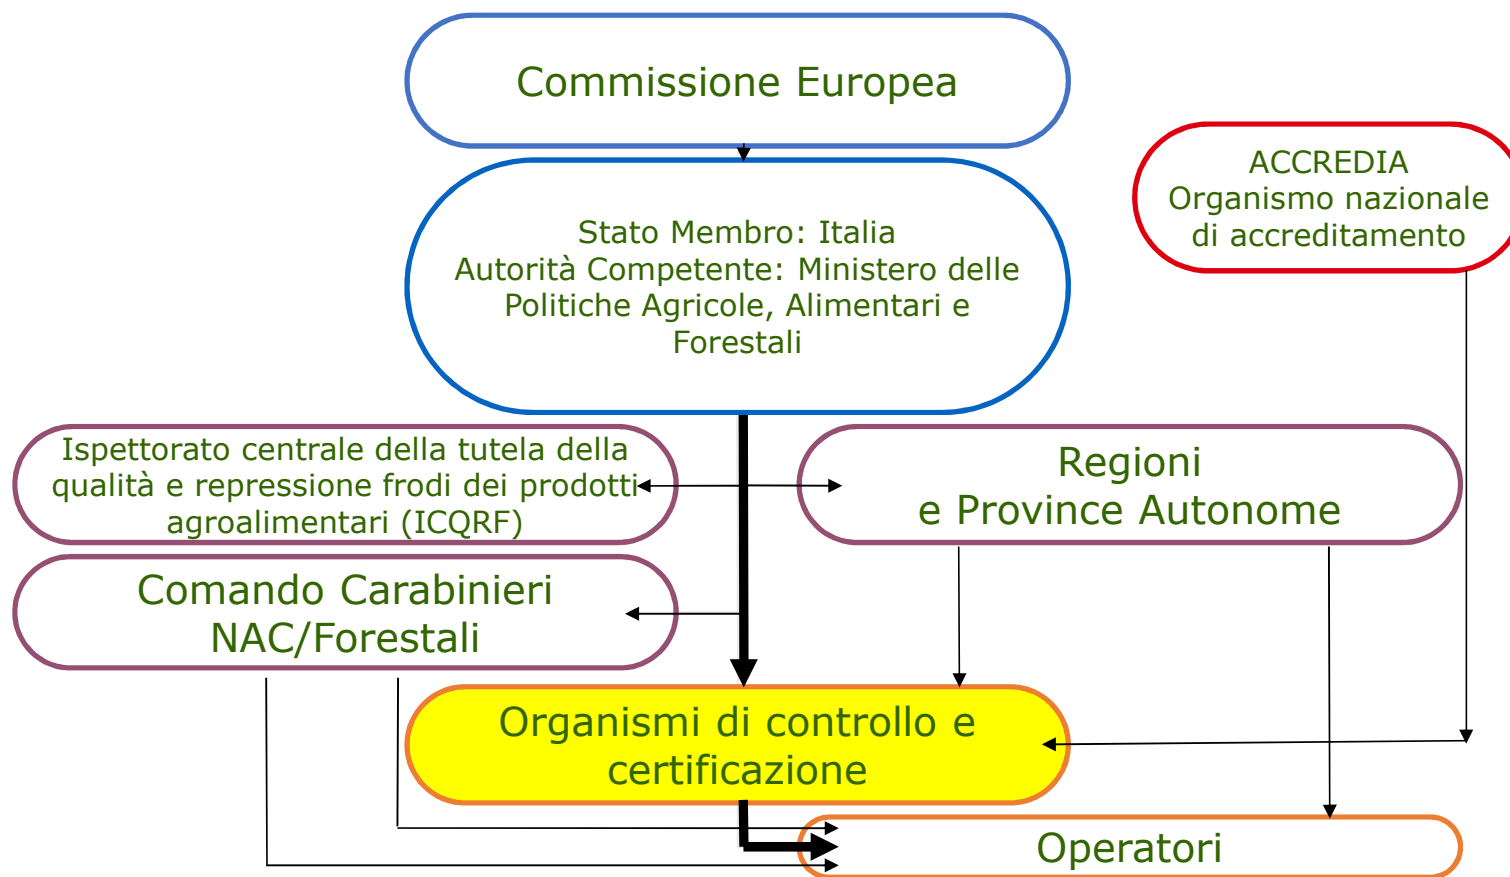 Commissione Europea
ACCREDIA
Organismo nazionale
di accreditamento
Stato Membro: Italia
Autorità Competente: Ministero delle
Politiche Agricole, Alimentari e
Forestali
Ispettorato centrale della tutela della
qualità e repressione frodi dei prodotti
agroalimentari (ICQRF)
Regioni
e Province Autonome
Comando Carabinieri
NAC/Forestali
Organismi di controllo e
certificazione
Operatori